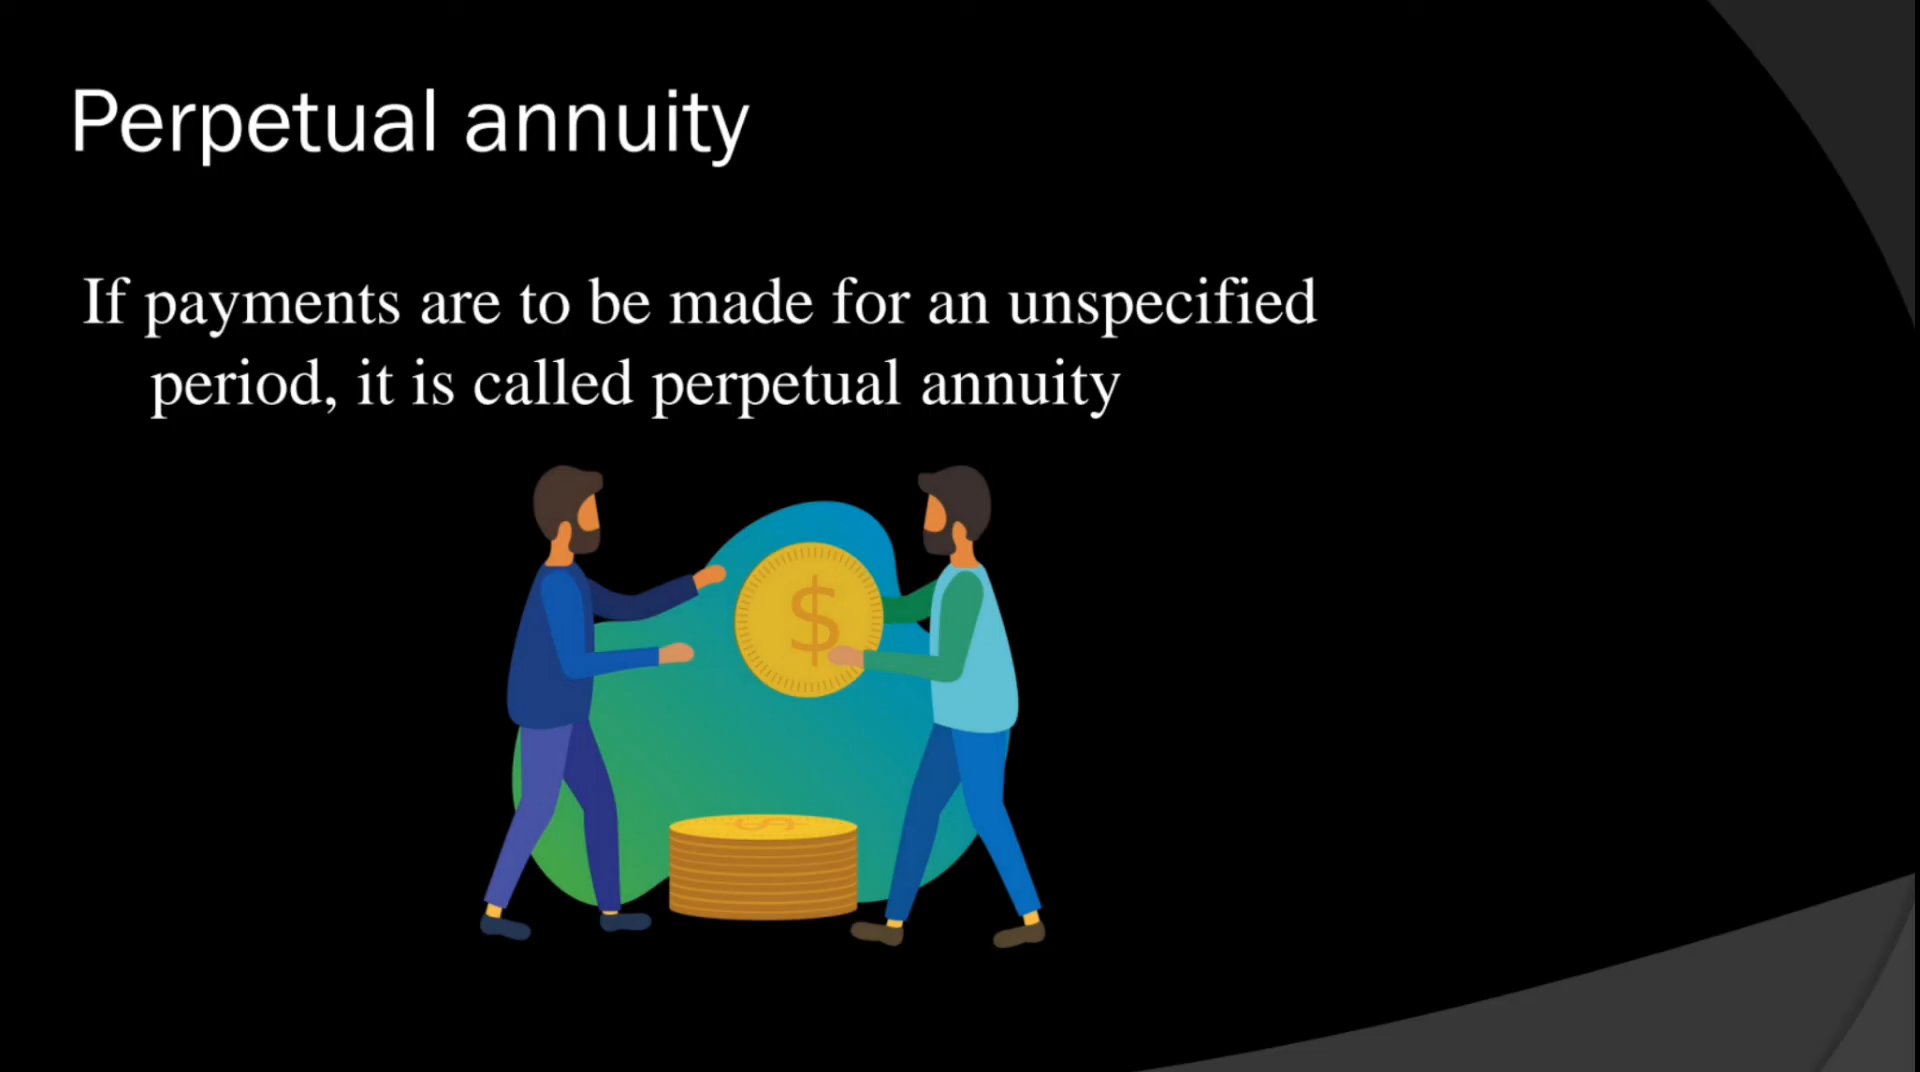 Perpetual annuity
If payments are to be made for an unspecified
period, it is called perpetual annuity
$